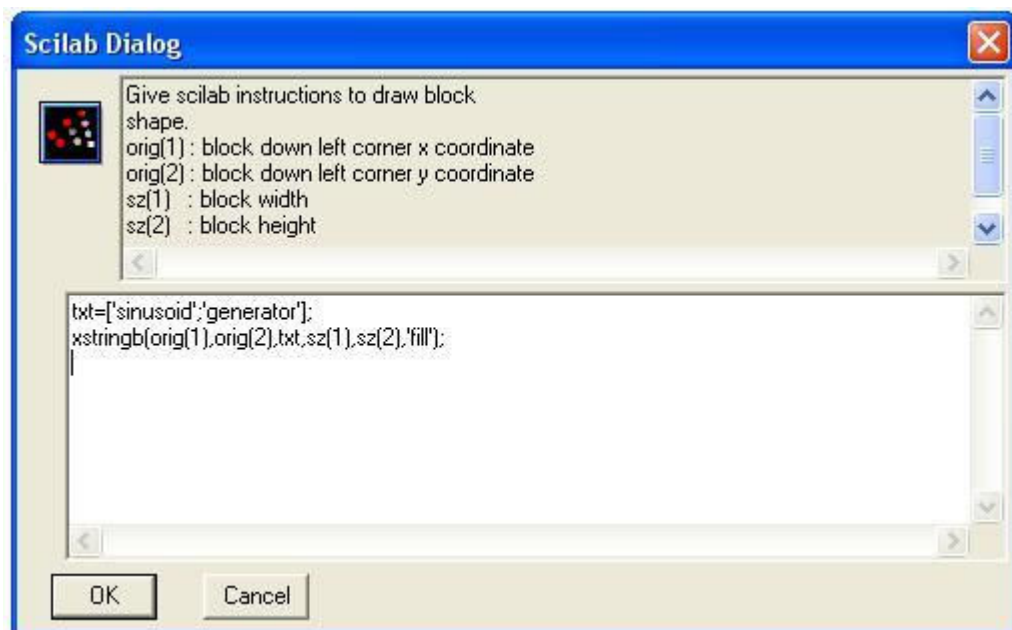 Scilab Dialog
Give scilab instructions to draw block
shape.
orig(1) : block down left corner x coordinate
orig(2) : block down left corner y coordinate
sz(1) : block width
sz(2) : block height
txt=['sinusoid';'generator'];
xstringb(orig(1),orig(2),txt,sz(1),sz(2),'fill');
OK
Cancel